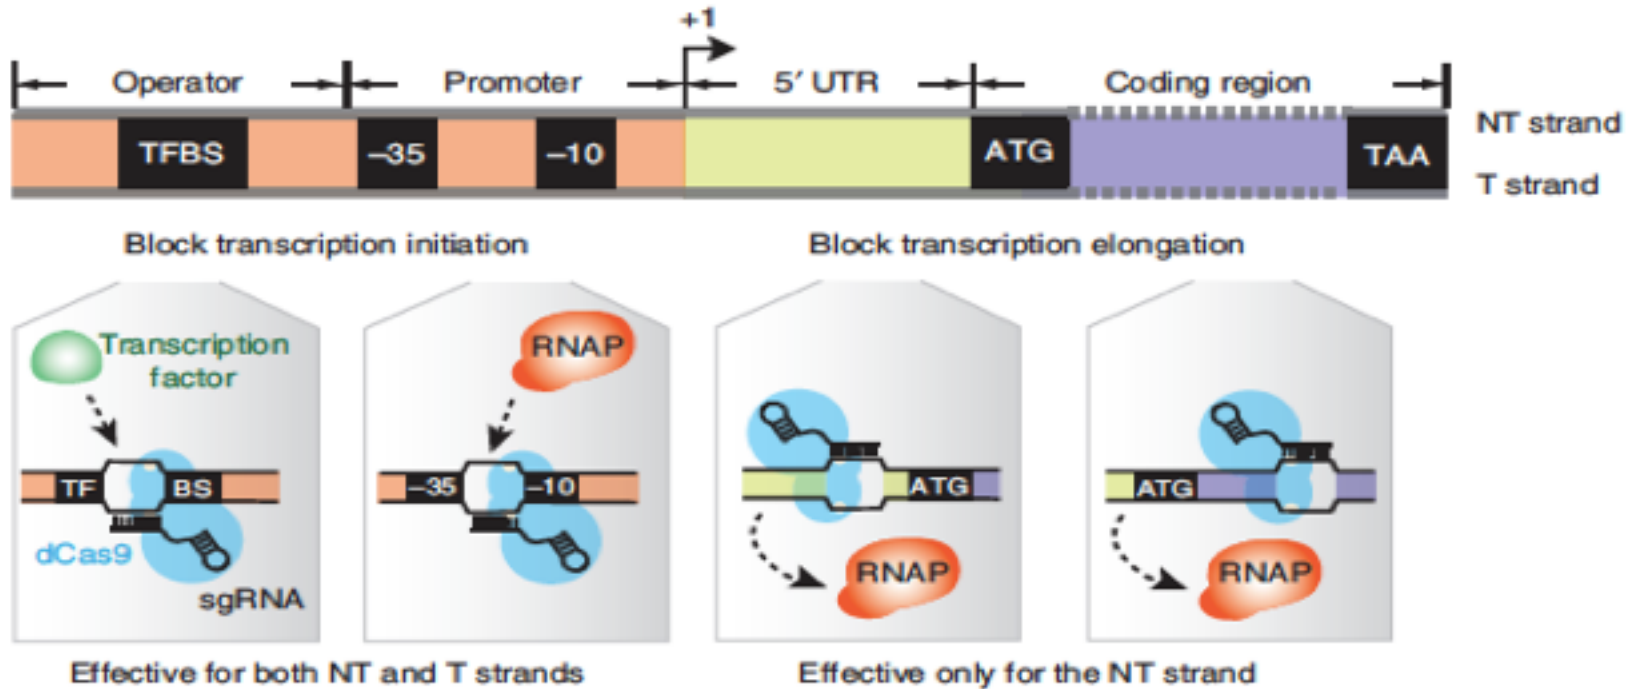 +1
Operator Promoter 5′ UTR Coding region
NT strand
TFBS –35 –10 ATG TAA
T strand
Block transcription initiation Block transcription elongation
Transcription
factor
RNAP
TF BS –35 –10 ATG ATG
dCas9
RNAP RNAP
sgRNA
Effective for both NT and T strands Effective only for the NT strand